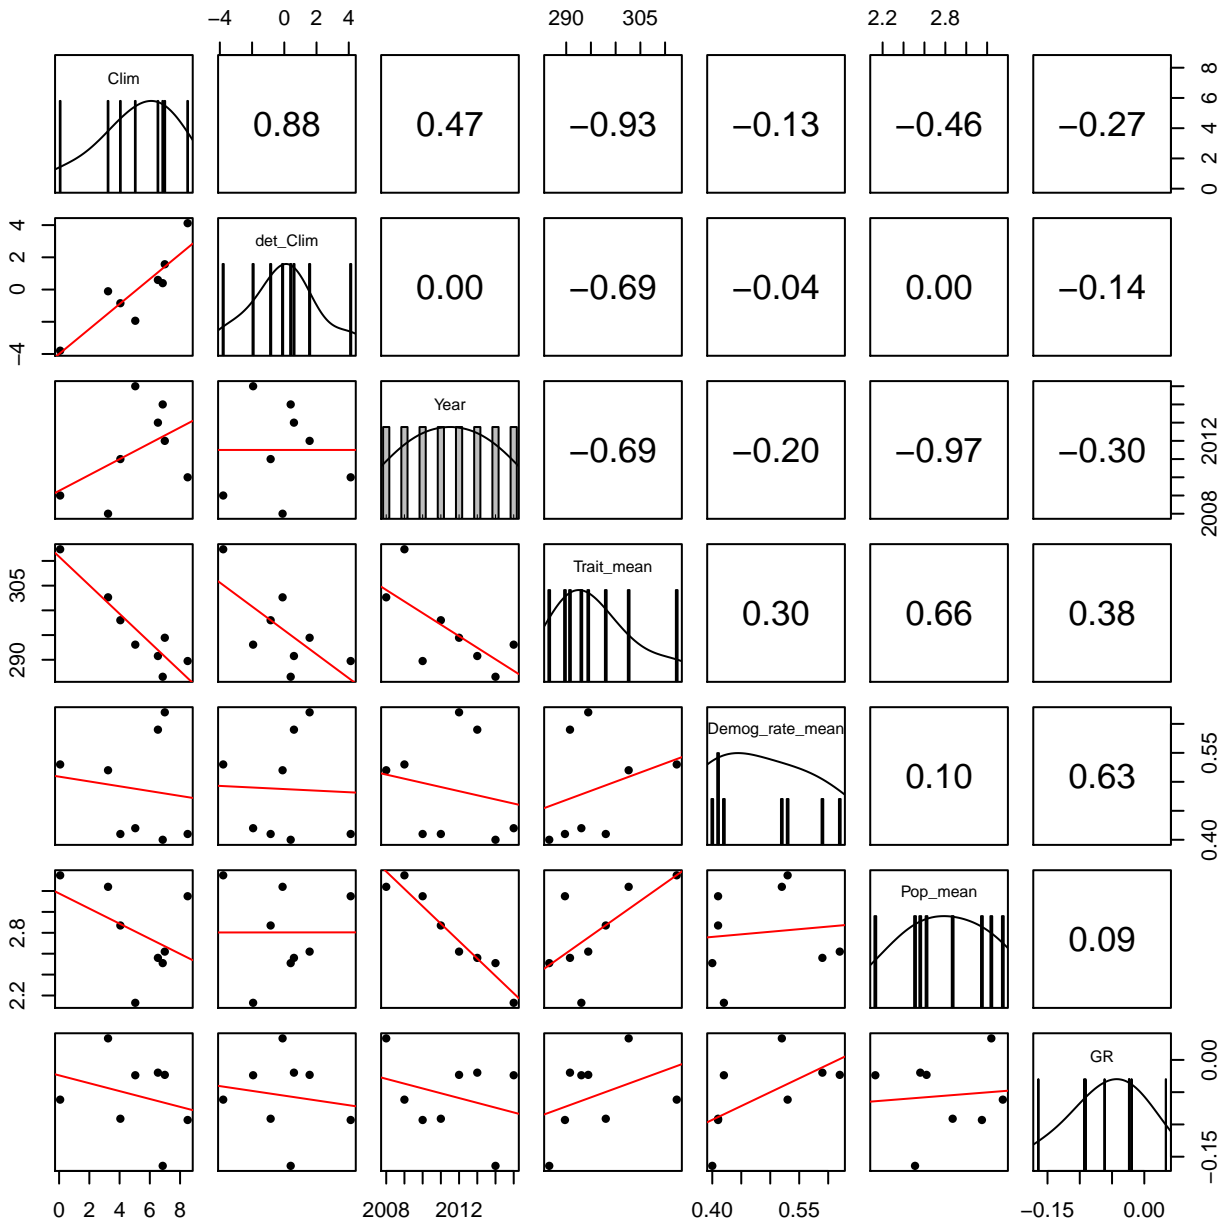 −4 0 2 4 290 305 2.2 2.8
Clim 0.88 0.47 −0.93 −0.13 −0.46 −0.27 0 2 4 6 8
−4 0 2 4 det_Clim 0.00 −0.69 −0.04 0.00 −0.14
Year −0.69 −0.20 −0.97 −0.30 2008 2012
290 305 Trait_mean 0.30 0.66 0.38
Demog_rate_mean 0.10 0.63 0.40 0.55
2.2 2.8 Pop_mean 0.09
GR −0.15 0.00
0 2 4 6 8 2008 2012 0.40 0.55 −0.15 0.00